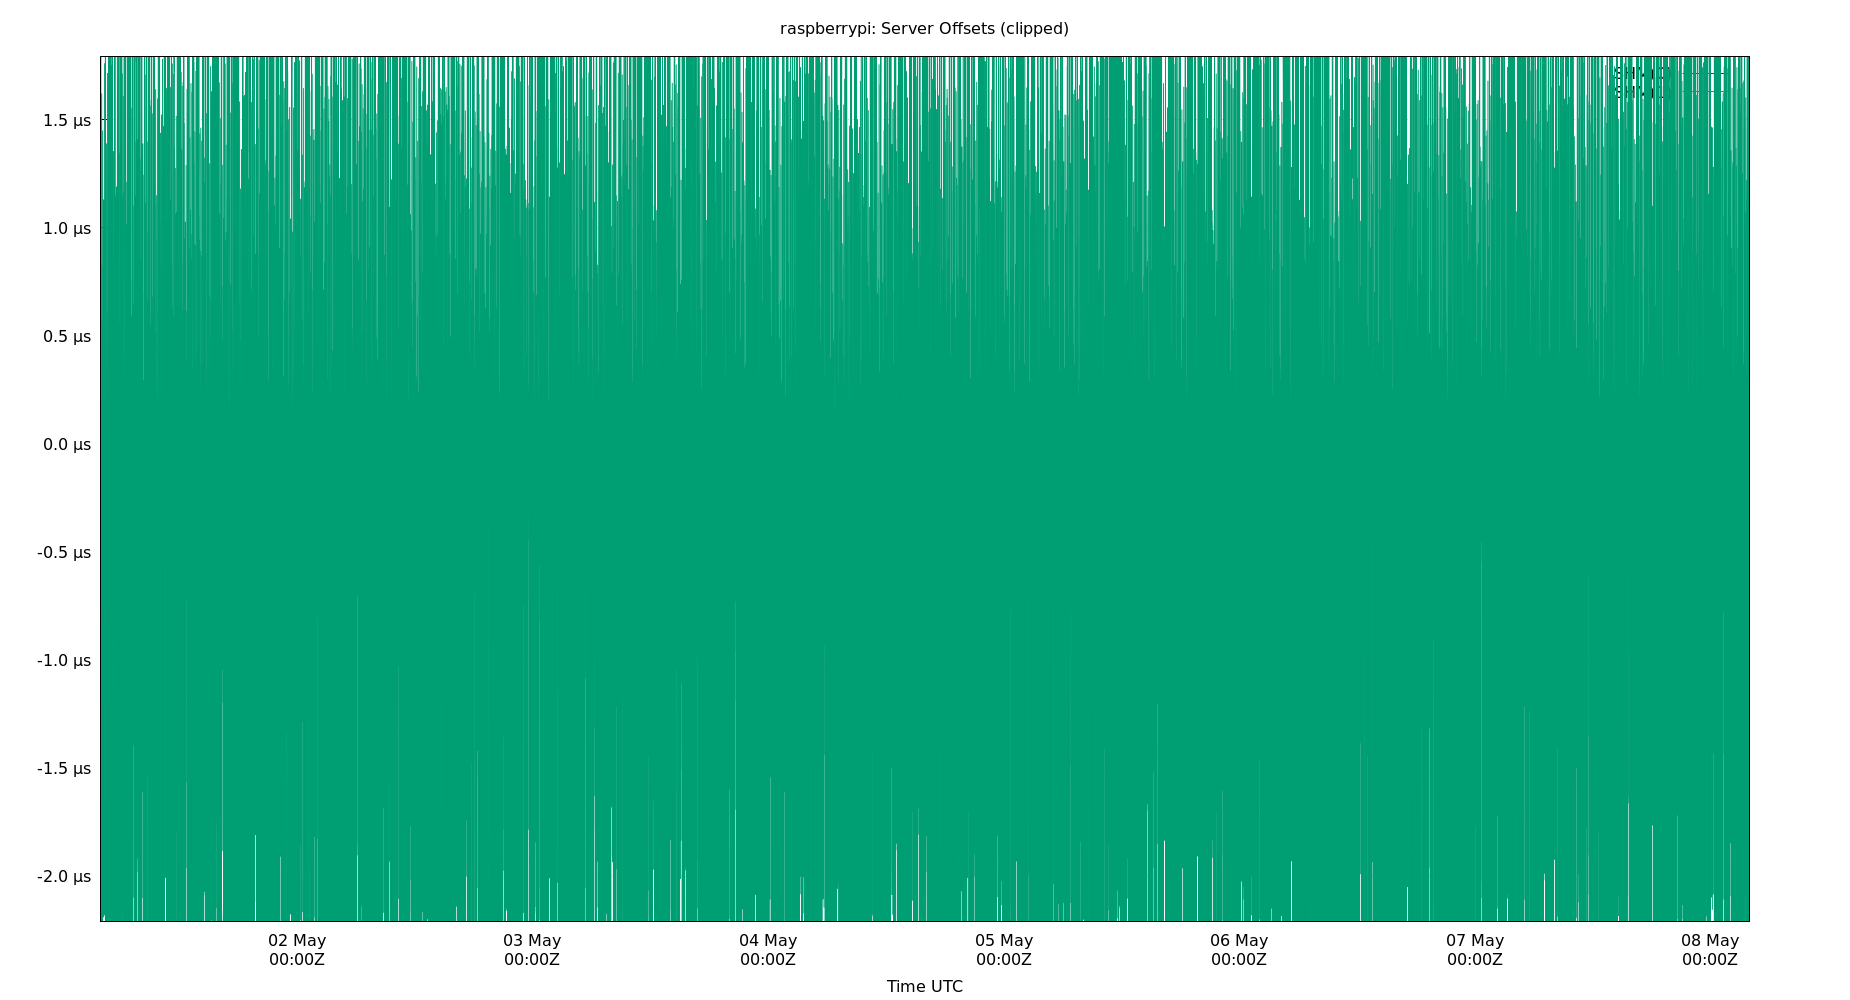 raspberrypi: Server Offsets (clipped)
1.5 µs
1.0 µs
0.5 µs
0.0 µs
-0.5 µs
-1.0 µs
-1.5 µs
-2.0 µs
02 May
00:00Z
03 May
00:00Z
04 May
00:00Z
05 May
00:00Z
06 May
00:00Z
07 May
00:00Z
08 May
00:00Z
Time UTC